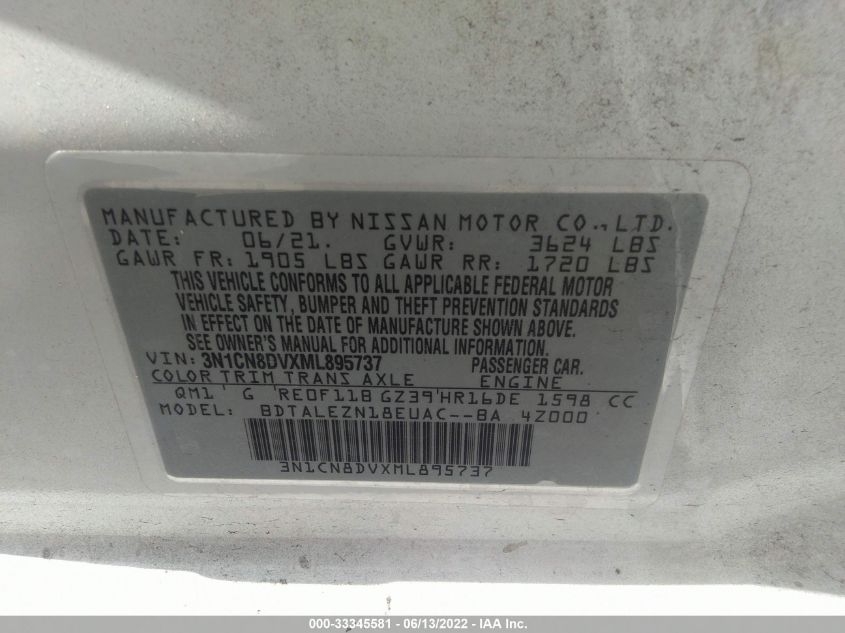 MANUFACTURED BY NISSAN MOTOR CO., LTD.
DATE: 06/21. GVWR: 3624 LBS
GAWR FR: 1905 LBS GAWR RR: 1720 LBS
THIS VEHICLE CONFORMS TO ALL APPLICABLE FEDERAL MOTOR
VEHICLE SAFETY, BUMPER AND THEFT PREVENTION STANDARDS
IN EFFECT ON THE DATE OF MANUFACTURE SHOWN ABOVE.
SEE OWNER'S MANUAL FOR ADDITIONAL INFORMATION
VIN: 3N1CN8DVXML895737 PASSENGER CAR.
COLOR TRIM TRANS AXLE ENGINE
QM1' G 'RE0F11B GZ39'HR16DE 1598 CC
MODEL: BDTALEZN18EUAC--BA 4Z000
3N1CN8DVXML895737
000-33345581 - 06/13/2022 - IAA Inc.